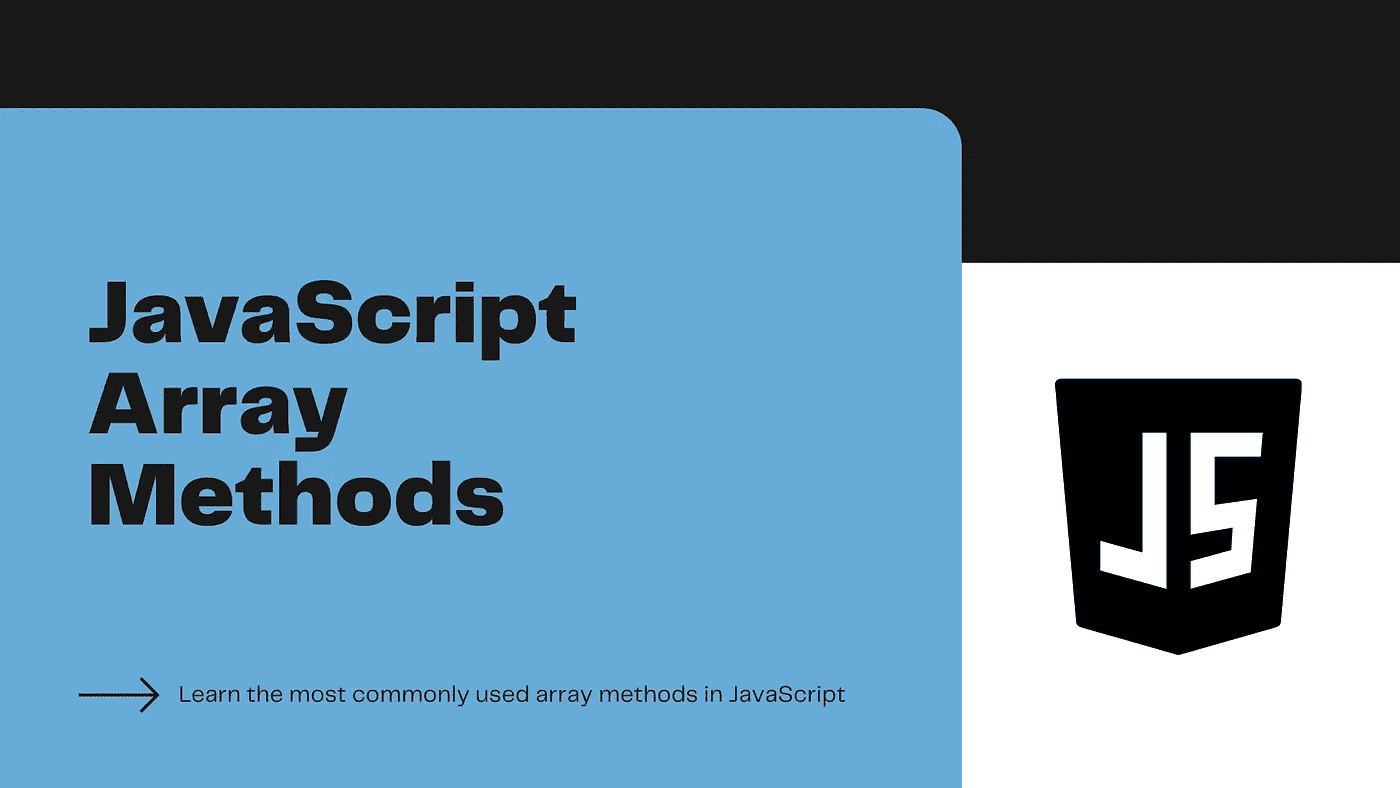 JavaScript
Array
Methods
Learn the most commonly used array methods in JavaScript
JS